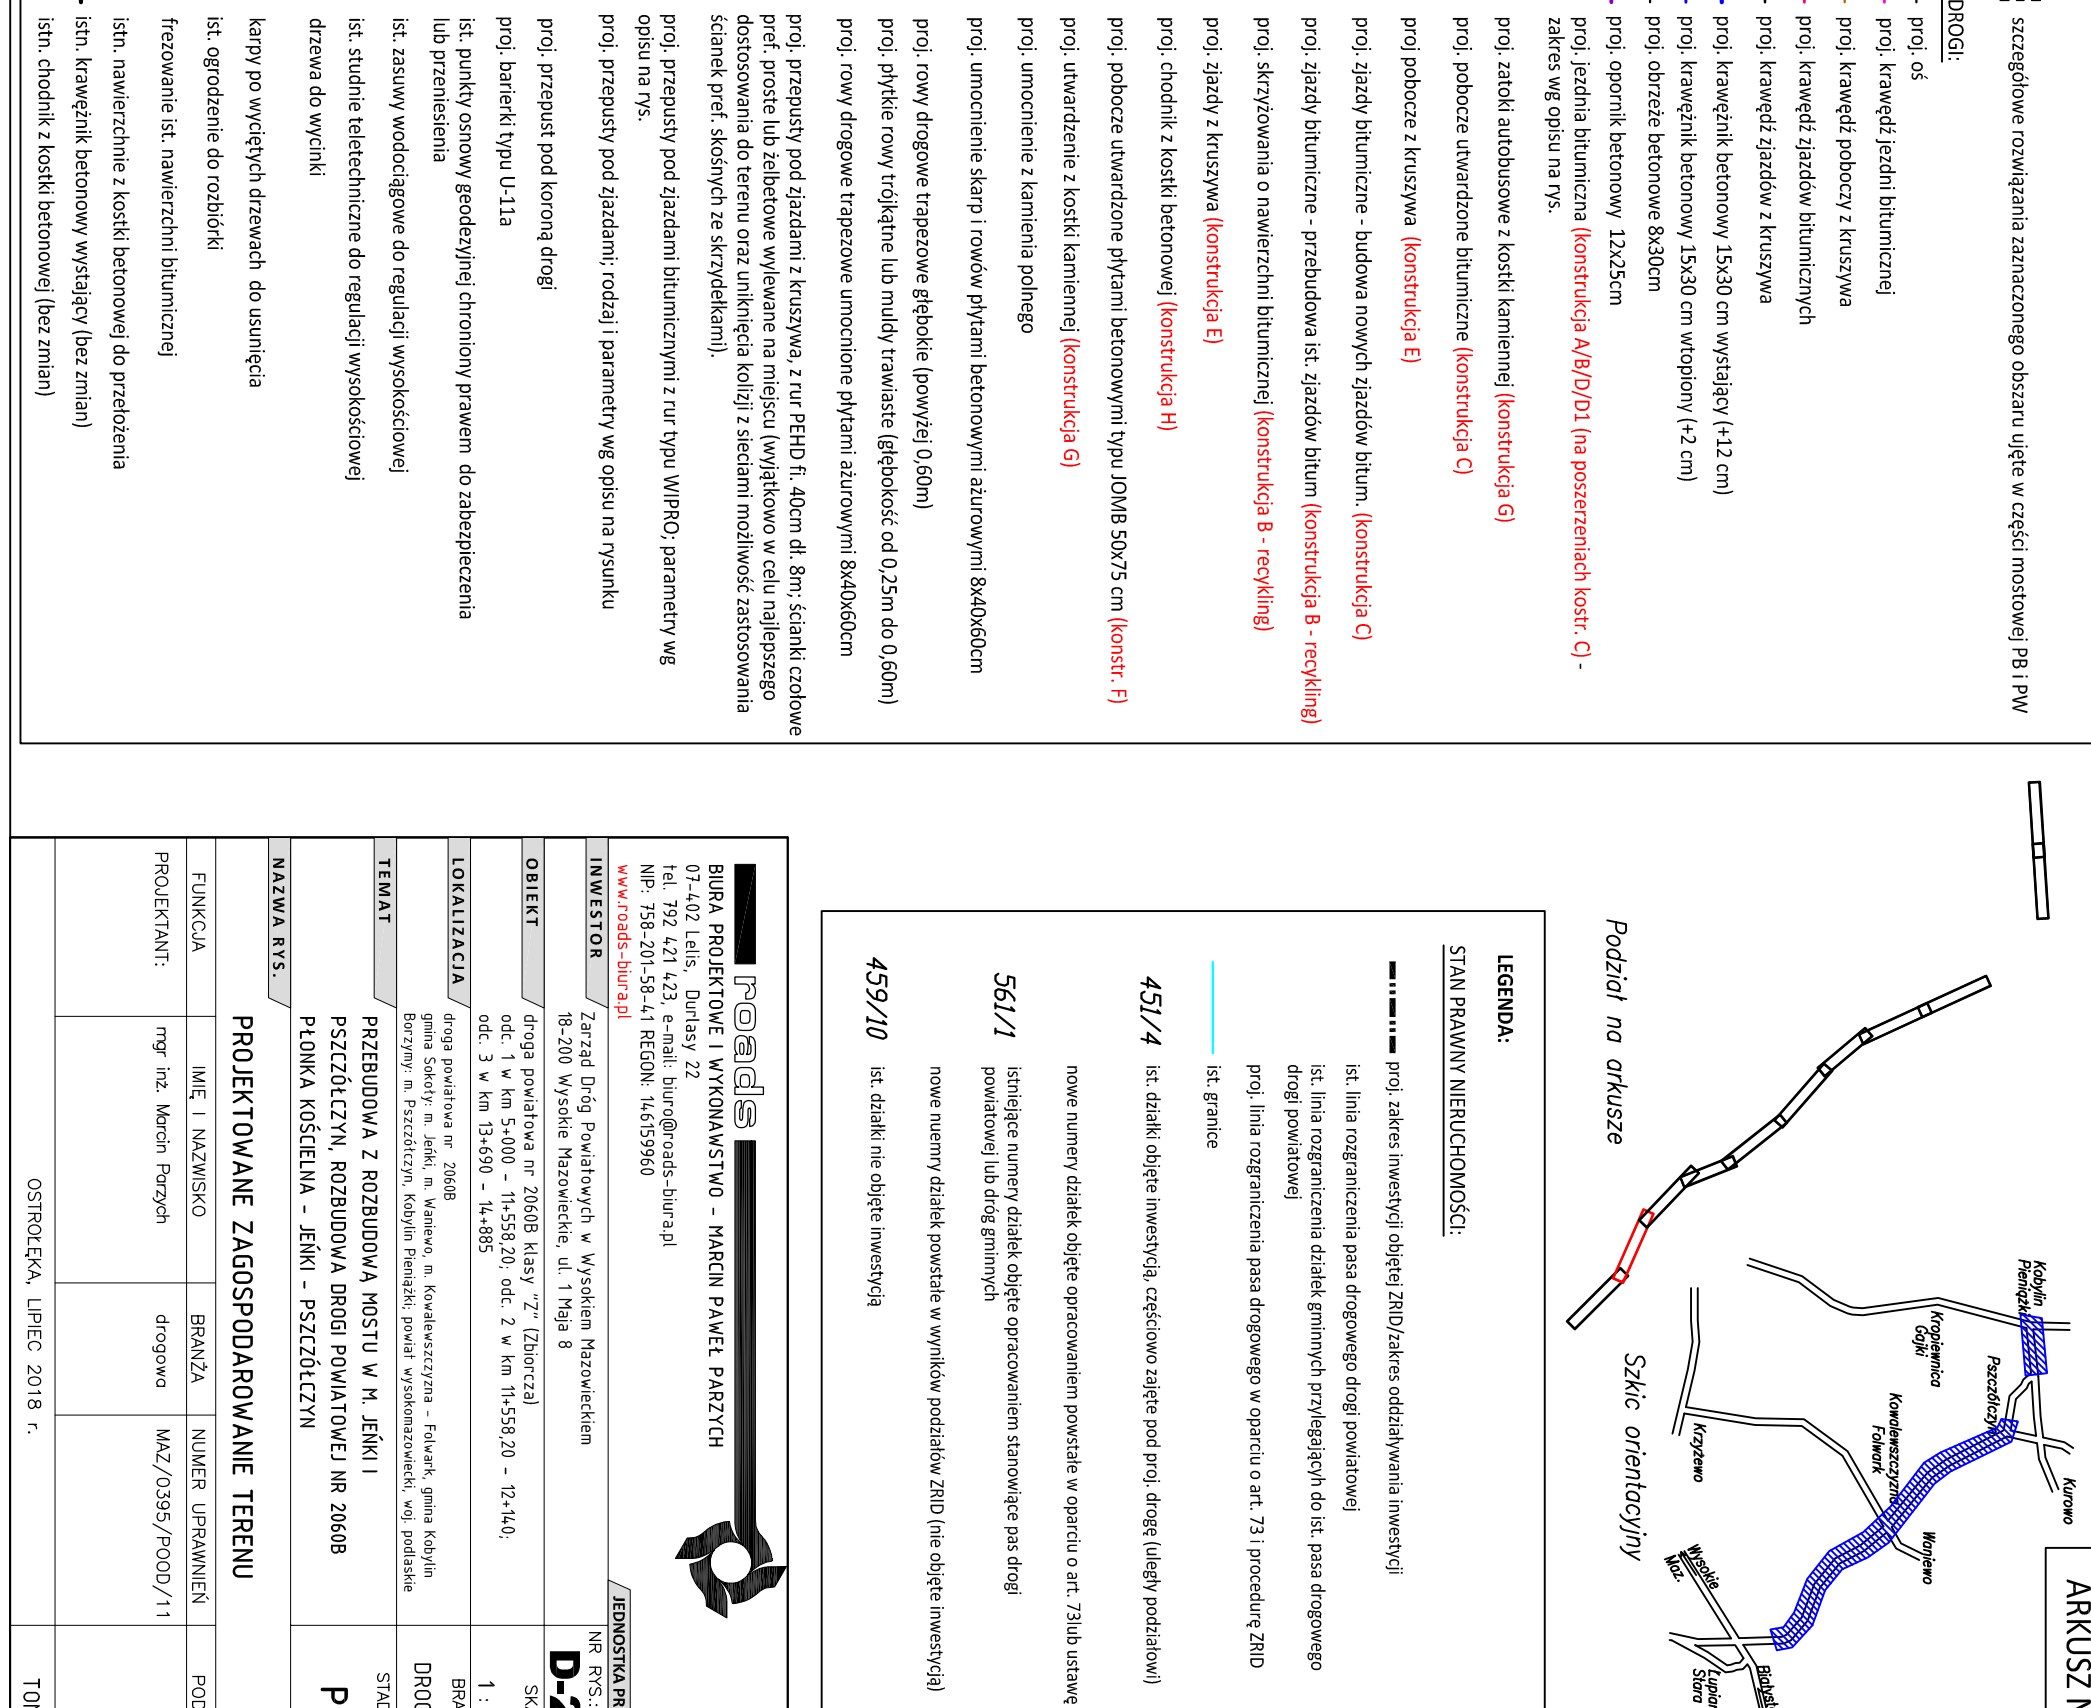 szczegółowe rozwiązania zaznaczonego obszaru ujęte w części mostowej PB i PW
DROGI:
proj. oś
proj. krawędź jezdni bitumicznej
proj. krawędź poboczy z kruszywa
proj. krawędź zjazdów bitumicznych
proj. krawędź zjazdów z kruszywa
proj. krawężnik betonowy 15x30 cm wystający (+12 cm)
proj. krawężnik betonowy 15x30 cm wtopiony (+2 cm)
proj. obrzeże betonowe 8x30cm
proj. opornik betonowy 12x25cm
proj. jezdnia bitumiczna (konstrukcja A/B/D/D1 (na poszerzeniach kostr. C) -
zakres wg opisu na rys.
proj. zatoki autobusowe z kostki kamiennej (konstrukcja G)
proj. pobocze utwardzone bitumiczne (konstrukcja C)
proj pobocze z kruszywa (konstrukcja E)
proj. zjazdy bitumiczne - budowa nowych zjazdów bitum. (konstrukcja C)
proj. zjazdy bitumiczne - przebudowa ist. zjazdów bitum (konstrukcja B - recykling)
proj. skrzyżowania o nawierzchni bitumicznej (konstrukcja B - recykling)
proj. zjazdy z kruszywa (konstrukcja E)
proj. chodnik z kostki betonowej (konstrukcja H)
proj. pobocze utwardzone płytami betonowymi typu JOMB 50x75 cm (konstr. F)
proj. utwardzenie z kostki kamiennej (konstrukcja G)
proj. umocnienie z kamienia polnego
proj. umocnienie skarp i rowów płytami betonowymi ażurowymi 8x40x60cm
proj. rowy drogowe trapezowe głębokie (powyżej 0,60m)
proj. płytkie rowy trójkątne lub muldy trawiaste (głębokość od 0,25m do 0,60m)
proj. rowy drogowe trapezowe umocnione płytami ażurowymi 8x40x60cm
proj. przepusty pod zjazdami z kruszywa, z rur PEHD fi. 40cm dł. 8m; ścianki czołowe
pref. proste lub żelbetowe wylewane na miejscu (wyjątkowo w celu najlepszego
dostosowania do terenu oraz uniknięcia kolizji z sieciami możliwość zastosowania
ścianek pref. skośnych ze skrzydełkami).
proj. przepusty pod zjazdami bitumicznymi z rur typu WIPRO; parametry wg
opisu na rys.
proj. przepusty pod zjazdami; rodzaj i parametry wg opisu na rysunku
proj. przepust pod koroną drogi
proj. barierki typu U-11a
ist. punkty osnowy geodezyjnej chroniony prawem do zabezpieczenia
lub przeniesienia
ist. zasuwy wodociągowe do regulacji wysokościowej
ist. studnie teletechniczne do regulacji wysokościowej
drzewa do wycinki
karpy po wyciętych drzewach do usunięcia
ist. ogrodzenie do rozbiórki
frezowanie ist. nawierzchni bitumicznej
istn. nawierzchnie z kostki betonowej do przełożenia
istn. krawężnik betonowy wystający (bez zmian)
istn. chodnik z kostki betonowej (bez zmian)
Podział na arkusze
Szkic orientacyjny
Kobylin
Pieniążki
Kropiewnica
Gajki
Pszczółczyn
Kurowo
Kowalewszczyzna
Folwark
Krzyżewo
Waniewo
Wysokie
Maz.
Stara
ARKUSZ
LEGENDA:
STAN PRAWNY NIERUCHOMOŚCI:
proj. zakres inwestycji objętej ZRID/zakres oddziaływania inwestycji
ist. linia rozgraniczenia pasa drogowego drogi powiatowej
ist. linia rozgraniczenia działek gminnych przylegających do ist. pasa drogowego
drogi powiatowej
proj. linia rozgraniczenia pasa drogowego w oparciu o art. 73 i procedurę ZRID
ist. granice
451/4 ist. działki objęte inwestycją, częściowo zajęte pod proj. drogę (uległy podziałowi)
nowe numery działek objęte opracowaniem powstałe w oparciu o art. 73lub ustawę
561/1 istniejące numery działek objęte opracowaniem stanowiące pas drogi
powiatowej lub dróg gminnych
nowe nuemry działek powstałe w wyników podziałów ZRID (nie objęte inwestycją)
459/10 ist. działki nie objęte inwestycją
roads
BIURA PROJEKTOWE I WYKONAWSTWO - MARCIN PAWEŁ PARZYCH
07-402 Lelis, Durlasy 22
tel. 792 421 423, e-mail: biuro@roads-biura.pl
NIP: 758-201-58-41 REGON: 146159960
www.roads-biura.pl
JEDNOSTKA PR
INWESTOR
Zarząd Dróg Powiatowych w Wysokiem Mazowieckiem
18-200 Wysokie Mazowieckie, ul. 1 Maja 8
NR RYS.:
D-2
OBIEKT
droga powiatowa nr 2060B klasy "Z" (Zbiorcza)
odc. 1 w km 5+000 - 11+558,20; odc. 2 w km 11+558,20 - 12+140;
odc. 3 w km 13+690 - 14+885
SK
1 :
LOKALIZACJA
droga powiatowa nr 2060B
gmina Sokoły: m. Jeńki, m. Waniewo, m. Kowalewszczyzna - Folwark, gmina Kobylin
Borzymy: m. Pszczółczyn, Kobylin Pieniążki; powiat wysokomazowiecki, woj. podlaskie
BRA
DROG
TEMAT
PRZEBUDOWA Z ROZBUDOWĄ MOSTU W M. JEŃKI I
PSZCZÓŁCZYN, ROZBUDOWA DROGI POWIATOWEJ NR 2060B
PŁONKA KOŚCIELNA - JEŃKI - PSZCZÓŁCZYN
STAD
P
NAZWA RYS.
PROJEKTOWANE ZAGOSPODAROWANIE TERENU
FUNKCJA IMIĘ I NAZWISKO BRANŻA NUMER UPRAWNIEŃ POD
PROJEKTANT: mgr inż. Marcin Parzych drogowa MAZ/0395/POOD/11
OSTROŁĘKA, LIPIEC 2018 r.
TOM